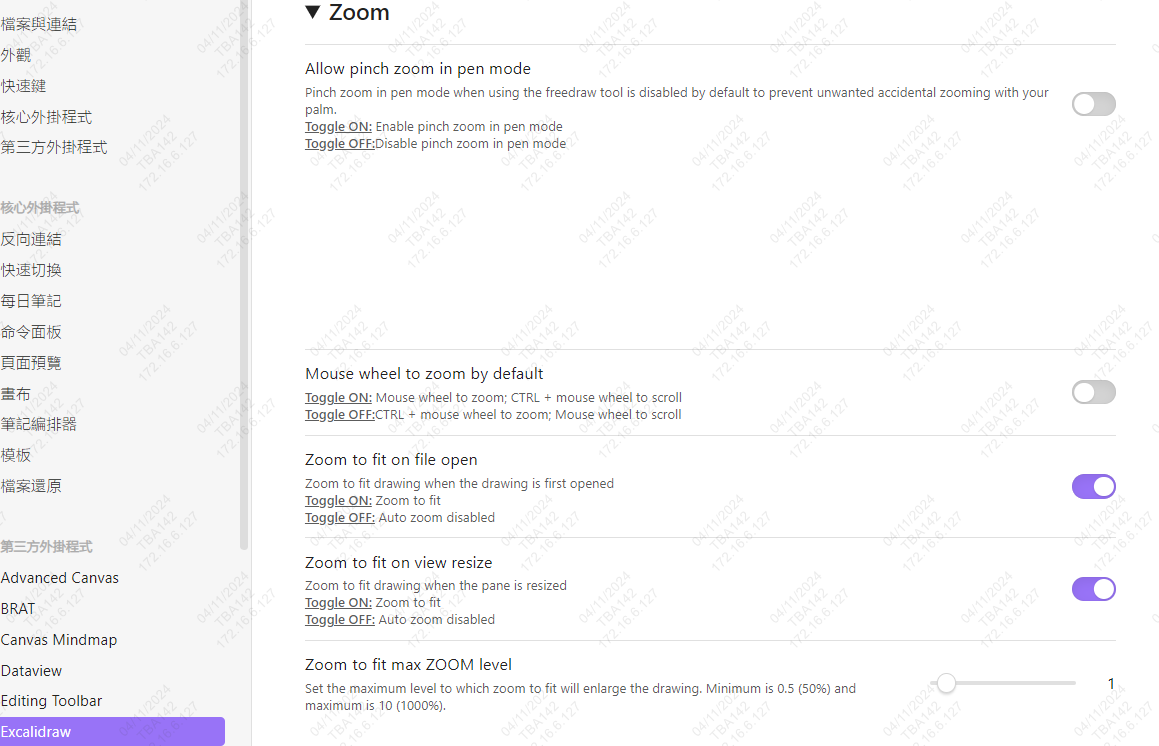 檔案與連結
外觀
快速鍵
核心外掛程式
第三方外掛程式
核心外掛程式
反向連結
快速切換
每日筆記
命令面板
頁面預覽
畫布
筆記編排器
模板
檔案還原
第三方外掛程式
Advanced Canvas
BRAT
Canvas Mindmap
Dataview
Editing Toolbar
Excalidraw
▼ Zoom
Allow pinch zoom in pen mode
Pinch zoom in pen mode when using the freedraw tool is disabled by default to prevent unwanted accidental zooming with your
palm.
Toggle ON: Enable pinch zoom in pen mode
Toggle OFF:Disable pinch zoom in pen mode
Mouse wheel to zoom by default
Toggle ON: Mouse wheel to zoom; CTRL + mouse wheel to scroll
Toggle OFF:CTRL + mouse wheel to zoom; Mouse wheel to scroll
Zoom to fit on file open
Zoom to fit drawing when the drawing is first opened
Toggle ON: Zoom to fit
Toggle OFF: Auto zoom disabled
Zoom to fit on view resize
Zoom to fit drawing when the pane is resized
Toggle ON: Zoom to fit
Toggle OFF: Auto zoom disabled
Zoom to fit max ZOOM level
Set the maximum level to which zoom to fit will enlarge the drawing. Minimum is 0.5 (50%) and
maximum is 10 (1000%).
1
04/11/2024
TBA142
172.16.6.127